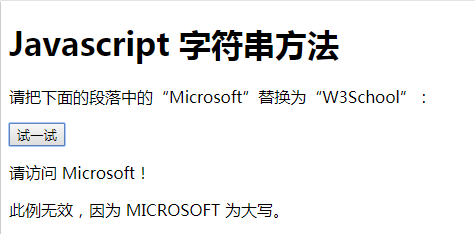 Javascript 字符串方法
请把下面的段落中的“Microsoft”替换为“W3School”：
试一试
请访问 Microsoft！
此例无效，因为 MICROSOFT 为大写。